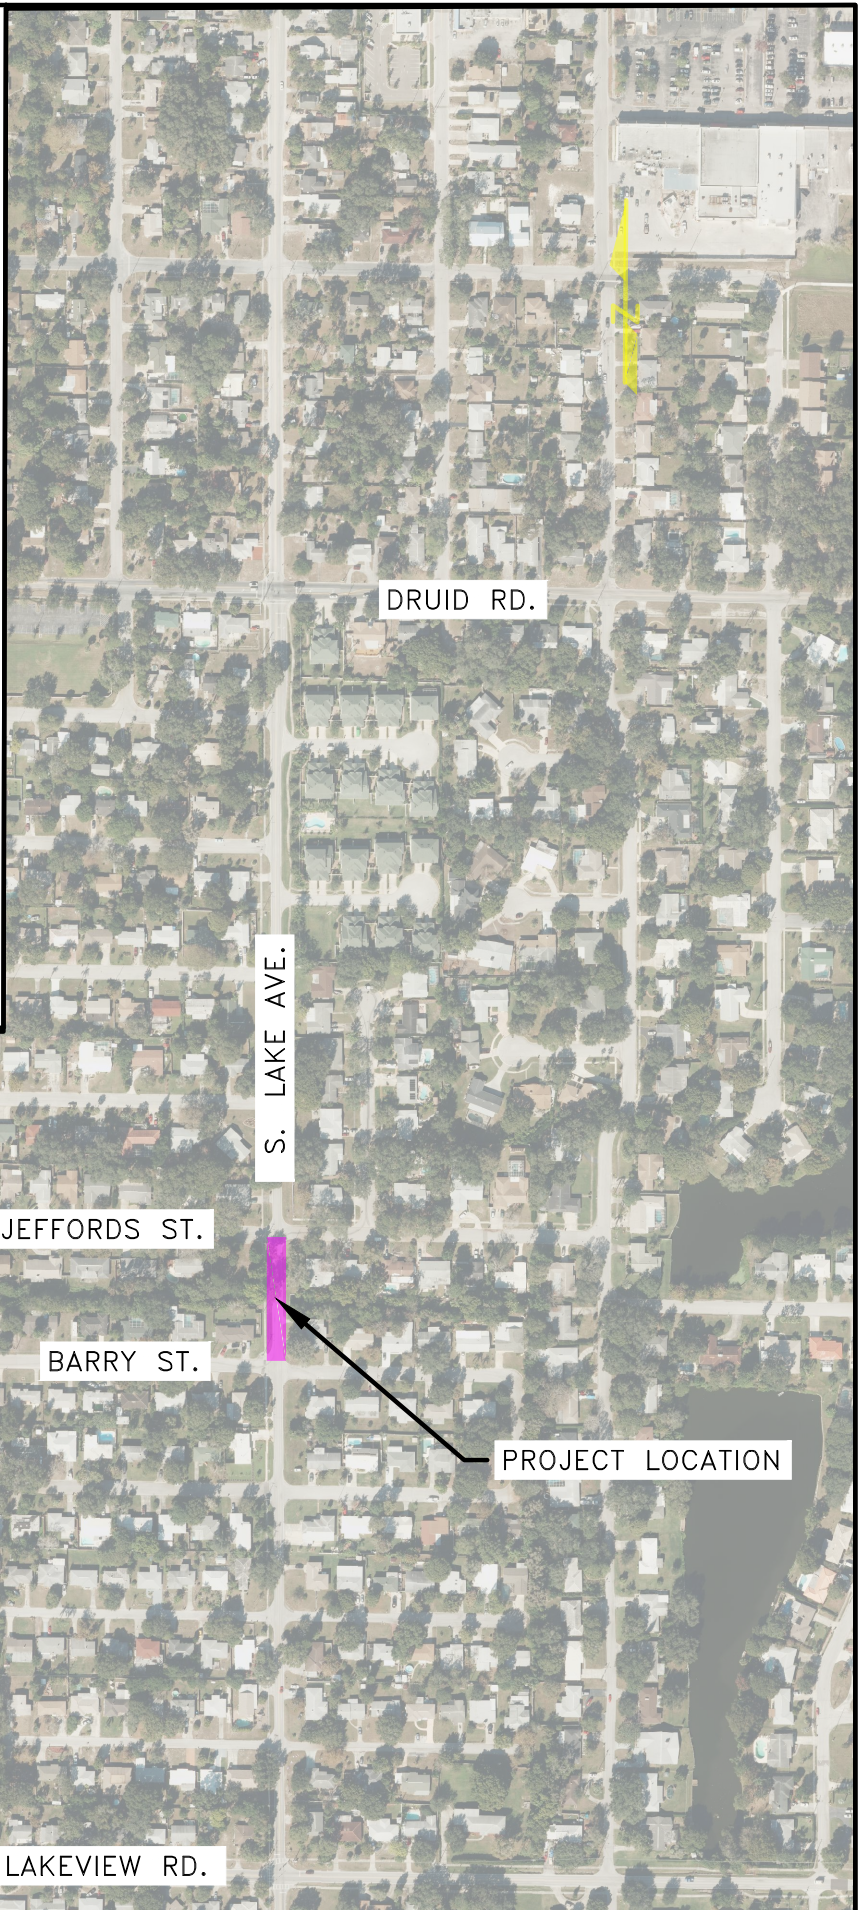 N
DRUID RD.
S. LAKE AVE.
JEFFORDS ST.
BARRY ST.
PROJECT LOCATION
LAKEVIEW RD.